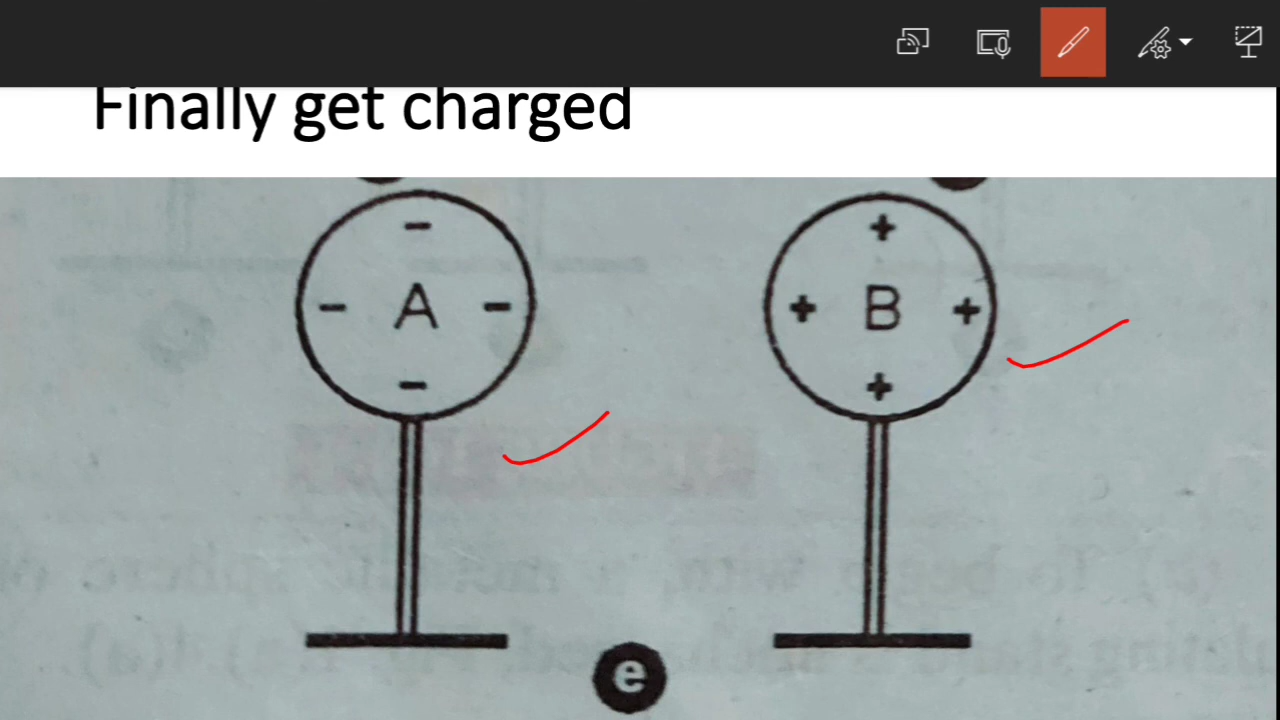 Finally get charged
-
+
- A -
+ B +
-
+
e